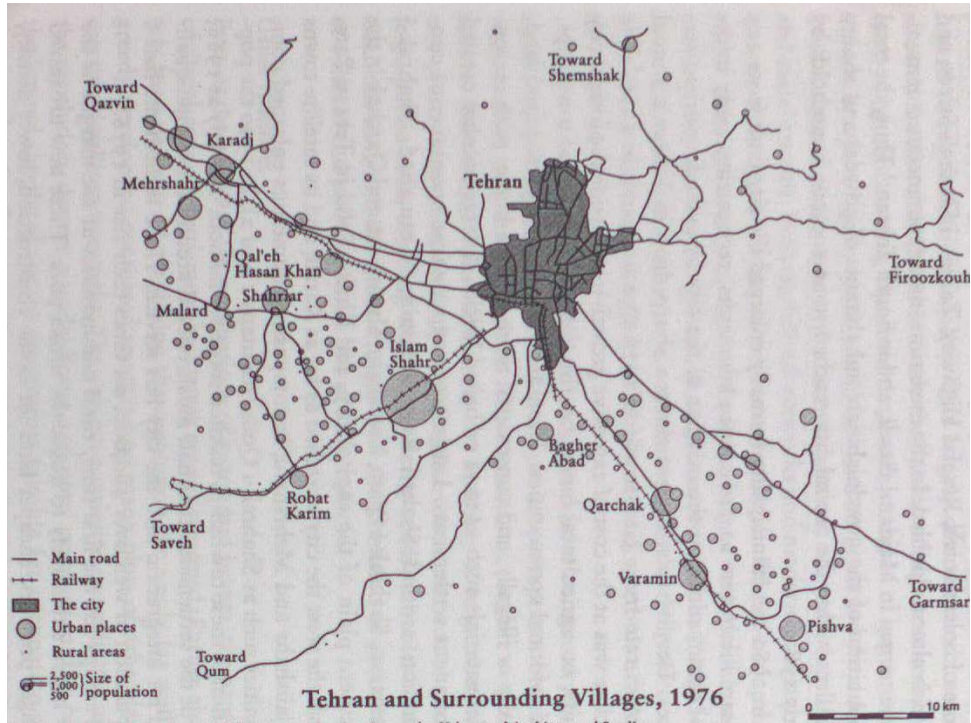 Toward
Shemshak
Toward
Qazvin
Karadj
Mehrshahr
Tehran
Toward
Firoozkouh
Qal'eh
Hasan Khan
Shahriar
Malard
Islam
Shahr
Bagher
Abad
Robat
Karim
Qarchak
Toward
Saveh
Varamin
Toward
Garmsar
Pishva
Toward
Qum
Main road
Railway
The city
Urban places
Rural areas
2,500
1,000
500
Size of
population
Tehran and Surrounding Villages, 1976
0
10 km